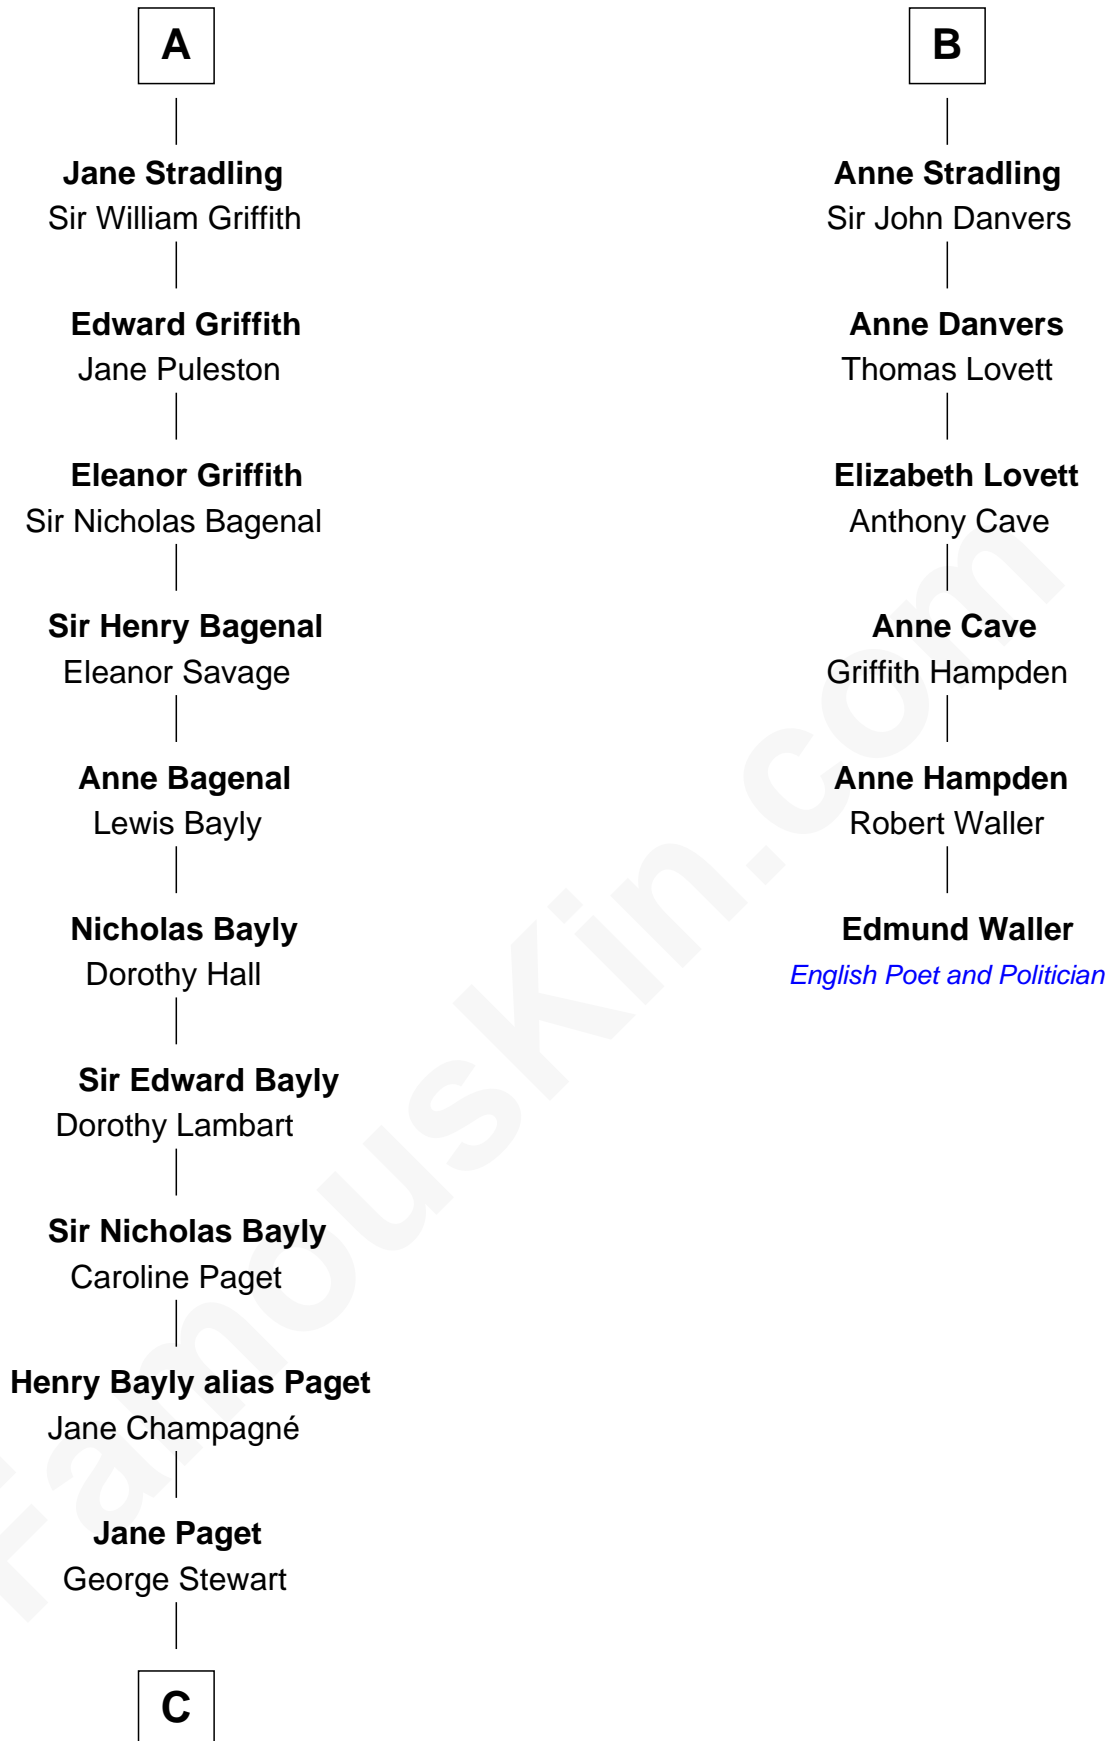 A
Jane Stradling
Sir William Griffith
Edward Griffith
Jane Puleston
Eleanor Griffith
Sir Nicholas Bagenal
Sir Henry Bagenal
Eleanor Savage
Anne Bagenal
Lewis Bayly
Nicholas Bayly
Dorothy Hall
Sir Edward Bayly
Dorothy Lambart
Sir Nicholas Bayly
Caroline Paget
Henry Bayly alias Paget
Jane Champagné
Jane Paget
George Stewart
C
B
Anne Stradling
Sir John Danvers
Anne Danvers
Thomas Lovett
Elizabeth Lovett
Anthony Cave
Anne Cave
Griffith Hampden
Anne Hampden
Robert Waller
Edmund Waller
English Poet and Politician
FamousKin.com